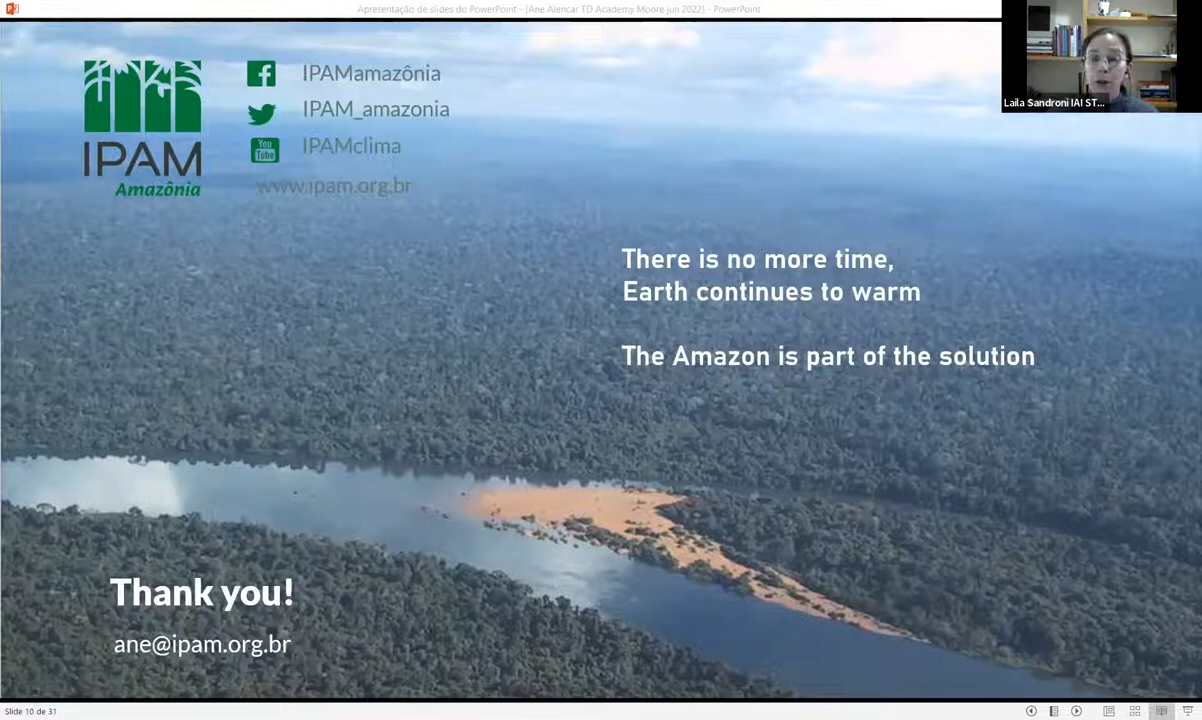 Apresentação de slides do PowerPoint - [Ane Alencar TD Academy Moore jun 2022] - PowerPoint
Laila Sandroni IAI ST...
IPAM
Amazônia
IPAMamazônia
IPAM_amazonia
You Tube
IPAMclima
www.ipam.org.br
There is no more time,
Earth continues to warm
The Amazon is part of the solution
Thank you!
ane@ipam.org.br
Slide 10 de 31